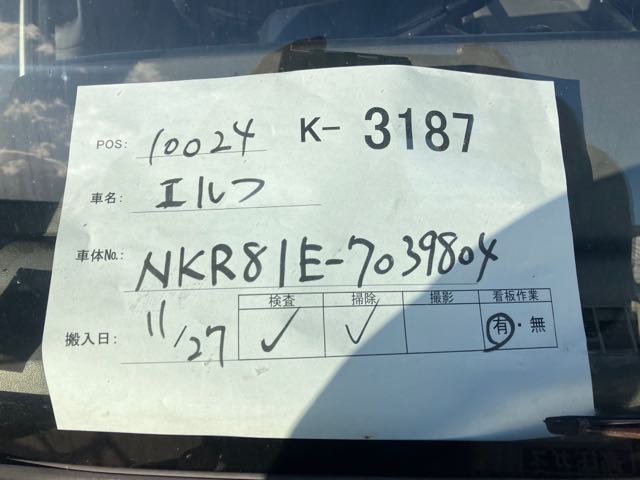 POS: 10024 K-3187
車名: エルフ
車体No.: NKR81E-7039804
搬入日: 11/27
検査 掃除 撮影 看板作業
✓ ✓ 有・無